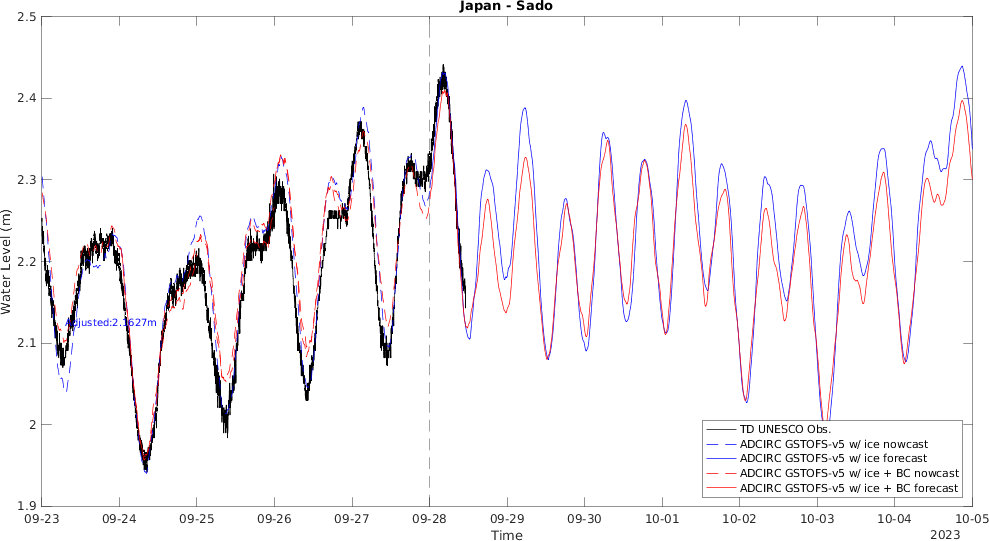 Japan - Sado
2.5
2.4
2.3
2.2
2.1
2
1.9
Water Level (m)
Adjusted:2.1627m
TD UNESCO Obs.
ADCIRC GSTOFS-v5 w/ ice nowcast
ADCIRC GSTOFS-v5 w/ ice forecast
ADCIRC GSTOFS-v5 w/ ice + BC nowcast
ADCIRC GSTOFS-v5 w/ ice + BC forecast
09-23 09-24 09-25 09-26 09-27 09-28 09-29 09-30 10-01 10-02 10-03 10-04 10-05
Time
2023